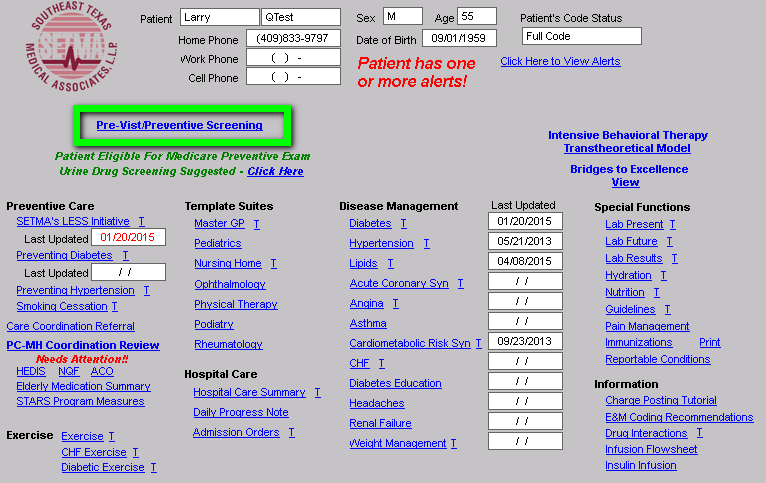 SOUTHEAST TEXAS
SETMA
MEDICAL ASSOCIATES, L.L.P.
Patient Larry QTest Sex M Age 55 Patient's Code Status
Home Phone (409)833-9797 Date of Birth 09/01/1959 Full Code
Work Phone ( ) -
Cell Phone ( ) -
Patient has one
or more alerts!
Click Here to View Alerts
Pre-Vist/Preventive Screening
Patient Eligible For Medicare Preventive Exam
Urine Drug Screening Suggested - Click Here
Intensive Behavioral Therapy
Transtheoretical Model
Bridges to Excellence
View
Preventive Care
SETMA's LESS Initiative T
Last Updated 01/20/2015
Preventing Diabetes T
Last Updated / /
Preventing Hypertension T
Smoking Cessation T
Care Coordination Referral
PC-MH Coordination Review
Needs Attention!!
HEDIS NQF ACO
Elderly Medication Summary
STARS Program Measures
Exercise Exercise T
CHF Exercise T
Diabetic Exercise T
Template Suites
Master GP T
Pediatrics
Nursing Home T
Ophthalmology
Physical Therapy
Podiatry
Rheumatology
Hospital Care
Hospital Care Summary T
Daily Progress Note
Admission Orders T
Disease Management Last Updated
Diabetes T 01/20/2015
Hypertension T 05/21/2013
Lipids T 04/08/2015
Acute Coronary Syn T / /
Angina T / /
Asthma / /
Cardiometabolic Risk Syn T 09/23/2013
CHF T / /
Diabetes Education / /
Headaches / /
Renal Failure / /
Weight Management T / /
Special Functions
Lab Present T
Lab Future T
Lab Results T
Hydration T
Nutrition T
Guidelines T
Pain Management
Immunizations Print
Reportable Conditions
Information
Charge Posting Tutorial
E&M Coding Recommendations
Drug Interactions T
Infusion Flowsheet
Insulin Infusion